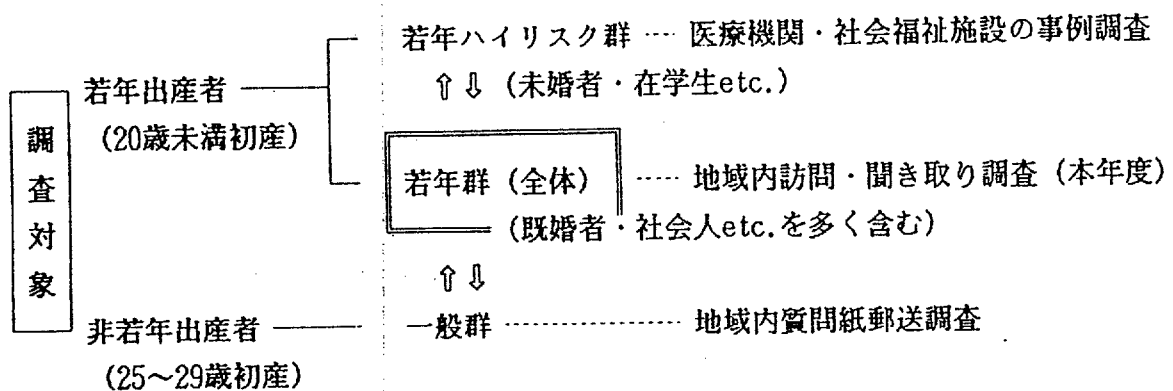 若年ハイリスク群 ···· 医療機関・社会福祉施設の事例調査
若年出産者
⇧⇩ (未婚者・在学生etc.)
(20歳未満初産)
調査対象
若年群 (全体) ····· 地域内訪問・聞き取り調査 (本年度)
(既婚者・社会人etc.を多く含む)
⇧⇩
非若年出産者
一般群 ················ 地域内質問紙郵送調査
(25〜29歳初産)